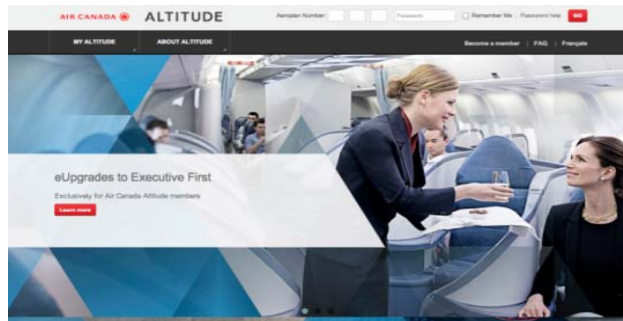 AIR CANADA ALTITUDE
Aeroplan Number: Password Remember Me | Password help GO
MY ALTITUDE ABOUT ALTITUDE Become a member | FAQ | Français
eUpgrades to Executive First
Exclusively for Air Canada Altitude members
Learn more